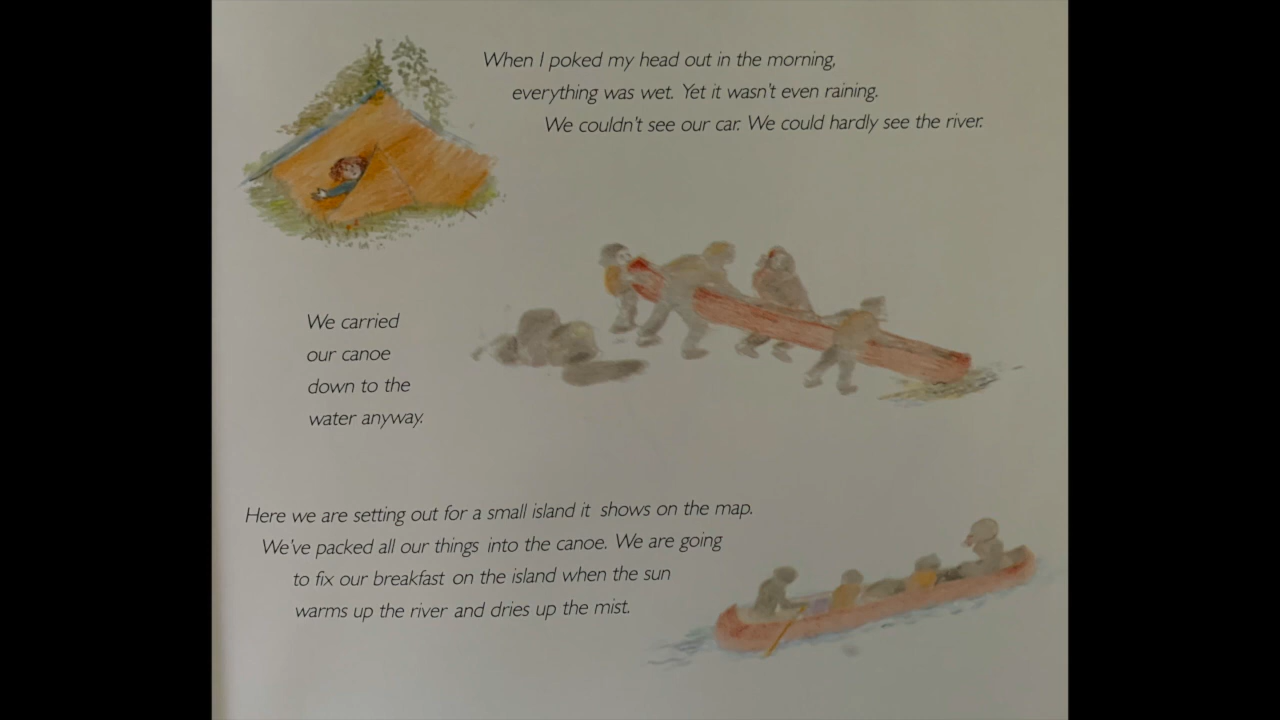 When I poked my head out in the morning,
everything was wet. Yet it wasn't even raining.
We couldn't see our car. We could hardly see the river.
We carried
our canoe
down to the
water anyway.
Here we are setting out for a small island it shows on the map.
We've packed all our things into the canoe. We are going
to fix our breakfast on the island when the sun
warms up the river and dries up the mist.